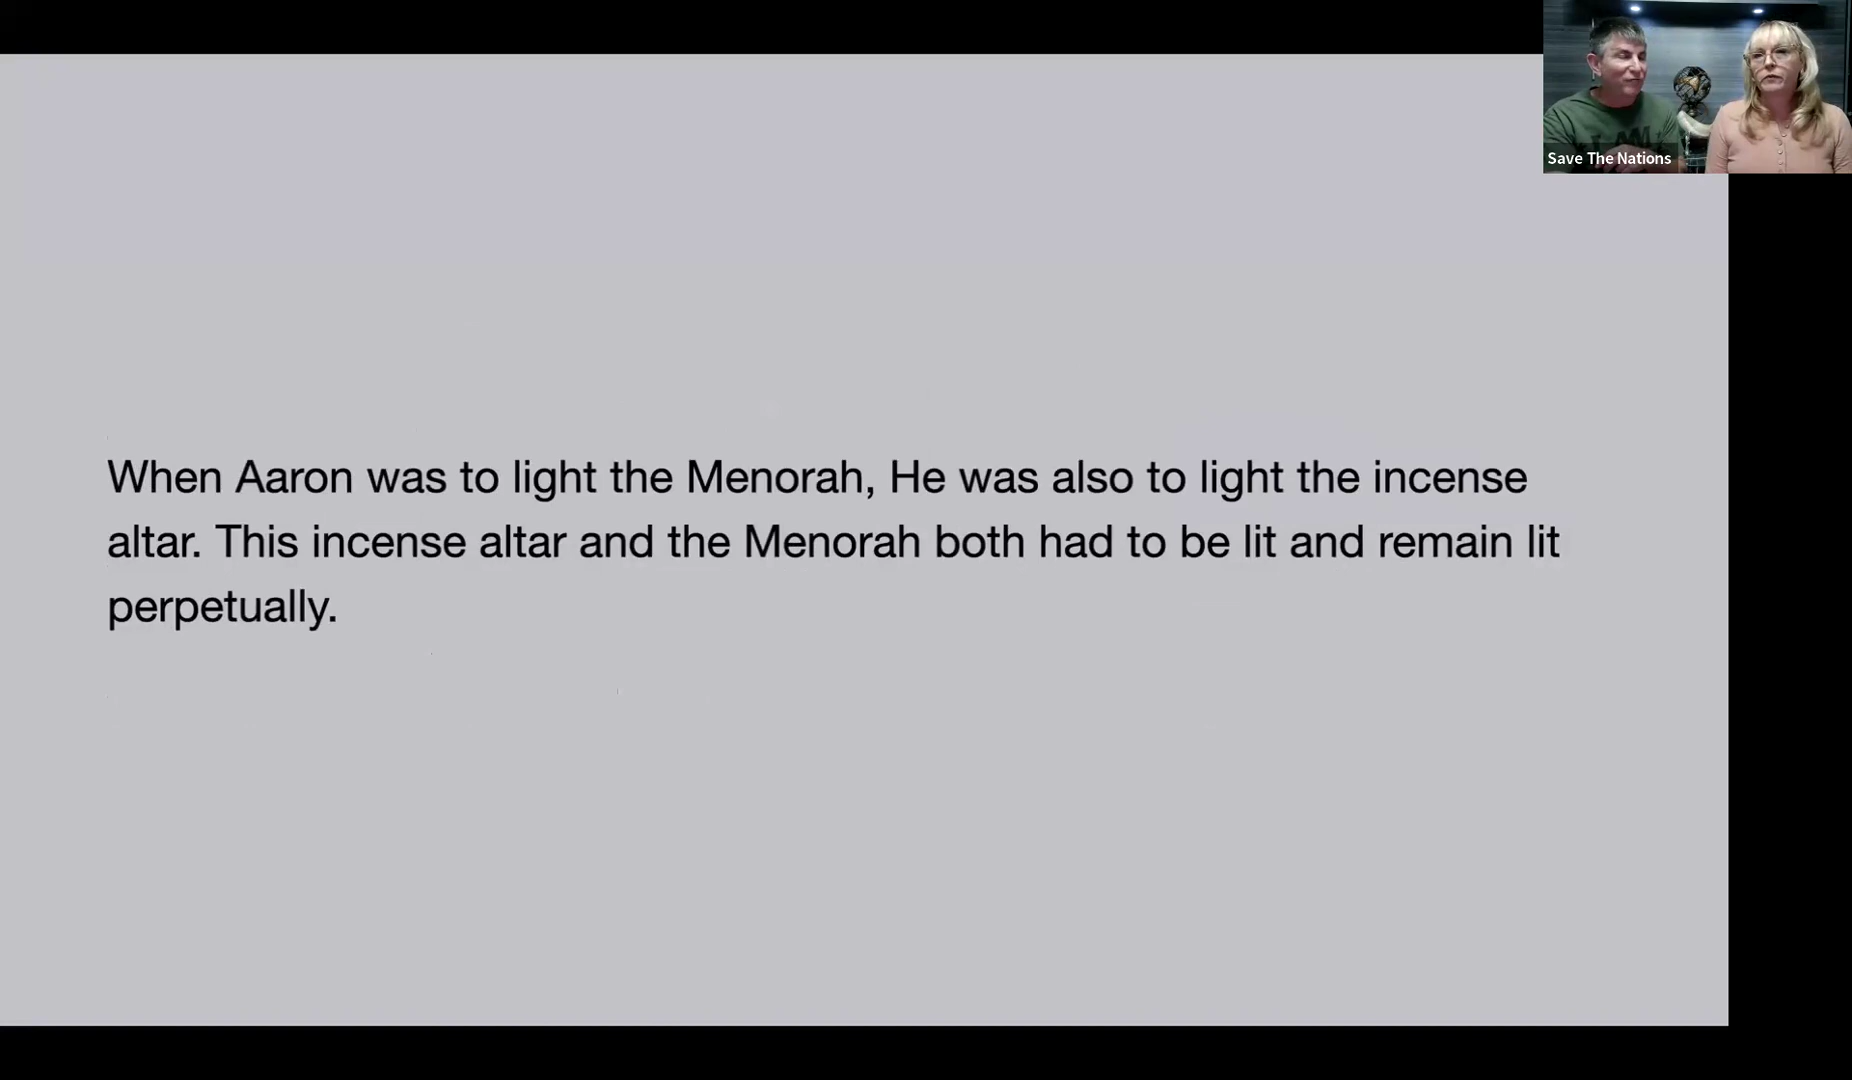 Save The Nations
When Aaron was to light the Menorah, He was also to light the incense
altar. This incense altar and the Menorah both had to be lit and remain lit
perpetually.